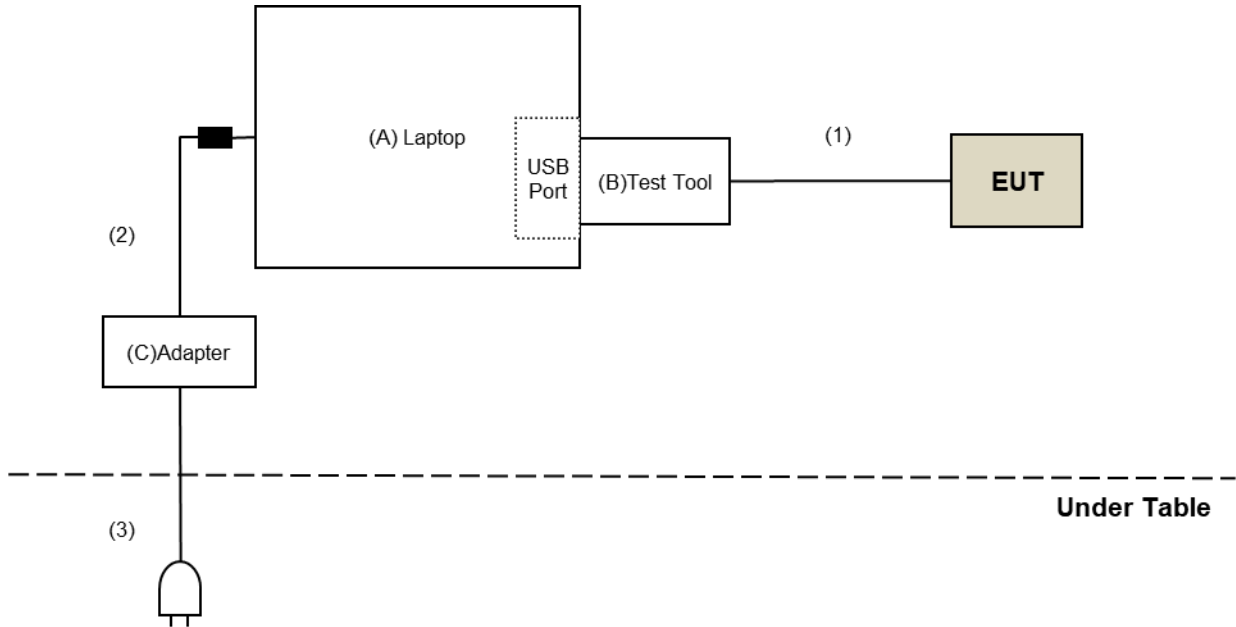 (A) Laptop
USB
Port
(B)Test Tool
(1)
EUT
(2)
(C)Adapter
Under Table
(3)